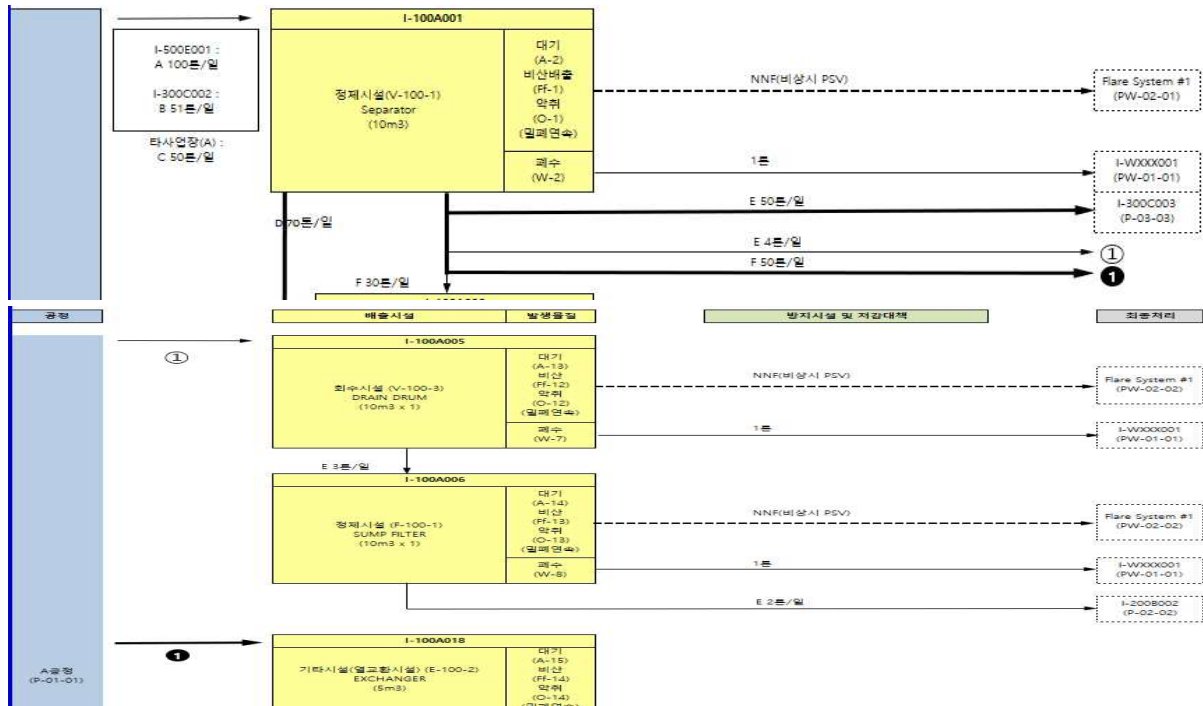 I-100A001
I-500E001 :
A 100톤/일
I-300C002 :
B 51톤/일
타사업장(A) :
C 50톤/일
정제시설(V-100-1)
Separator
(10m3)
대기
(A-2)
비산배출
(Ff-1)
악취
(O-1)
(밀폐연속)
폐수
(W-2)
NNF(비상시 PSV)
Flare System #1
(PW-02-01)
1톤
I-WXXX001
(PW-01-01)
E 50톤/일
I-300C003
(P-03-03)
D 70톤/일
E 4톤/일
①
F 50톤/일
❶
F 30톤/일
공정
배출시설
발생물질
방지시설 및 저감대책
최종처리
①
I-100A005
회수시설 (V-100-3)
DRAIN DRUM
(10m3 x 1)
대기
(A-13)
비산
(Ff-12)
악취
(O-12)
(밀폐연속)
폐수
(W-7)
NNF(비상시 PSV)
Flare System #1
(PW-02-02)
1톤
I-WXXX001
(PW-01-01)
E 3톤/일
I-100A006
정제시설 (F-100-1)
SUMP FILTER
(10m3 x 1)
대기
(A-14)
비산
(Ff-13)
악취
(O-13)
(밀폐연속)
폐수
(W-8)
NNF(비상시 PSV)
Flare System #1
(PW-02-02)
1톤
I-WXXX001
(PW-01-01)
E 2톤/일
I-200B002
(P-02-02)
❶
I-100A018
A공정
(P-01-01)
기타시설(열교환시설) (E-100-2)
EXCHANGER
(5m3)
대기
(A-15)
비산
(Ff-14)
악취
(O-14)